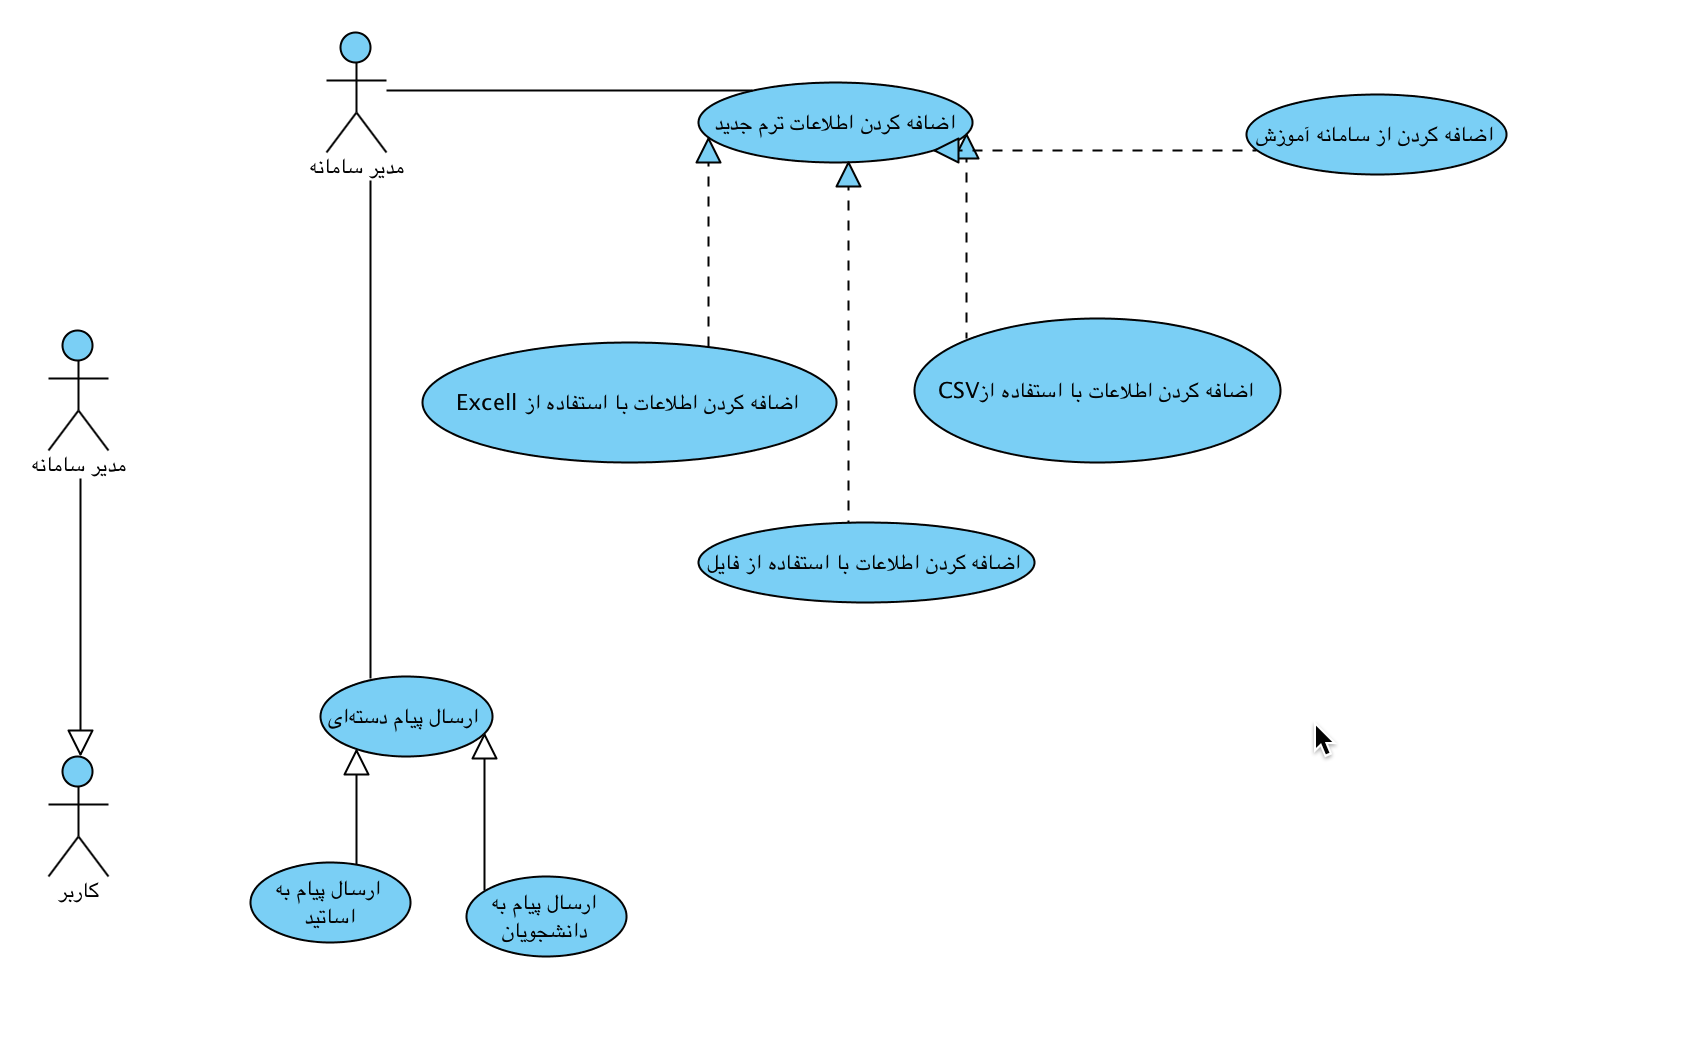 مدیر سامانه
اضافه کردن اطلاعات ترم جدید
اضافه کردن از سامانه آموزش
مدیر سامانه
اضافه کردن اطلاعات با استفاده از Excell
اضافه کردن اطلاعات با استفاده ازCSV
اضافه کردن اطلاعات با استفاده از فایل
ارسال پیام دسته‌ای
کاربر
ارسال پیام به
اساتید
ارسال پیام به
دانشجویان